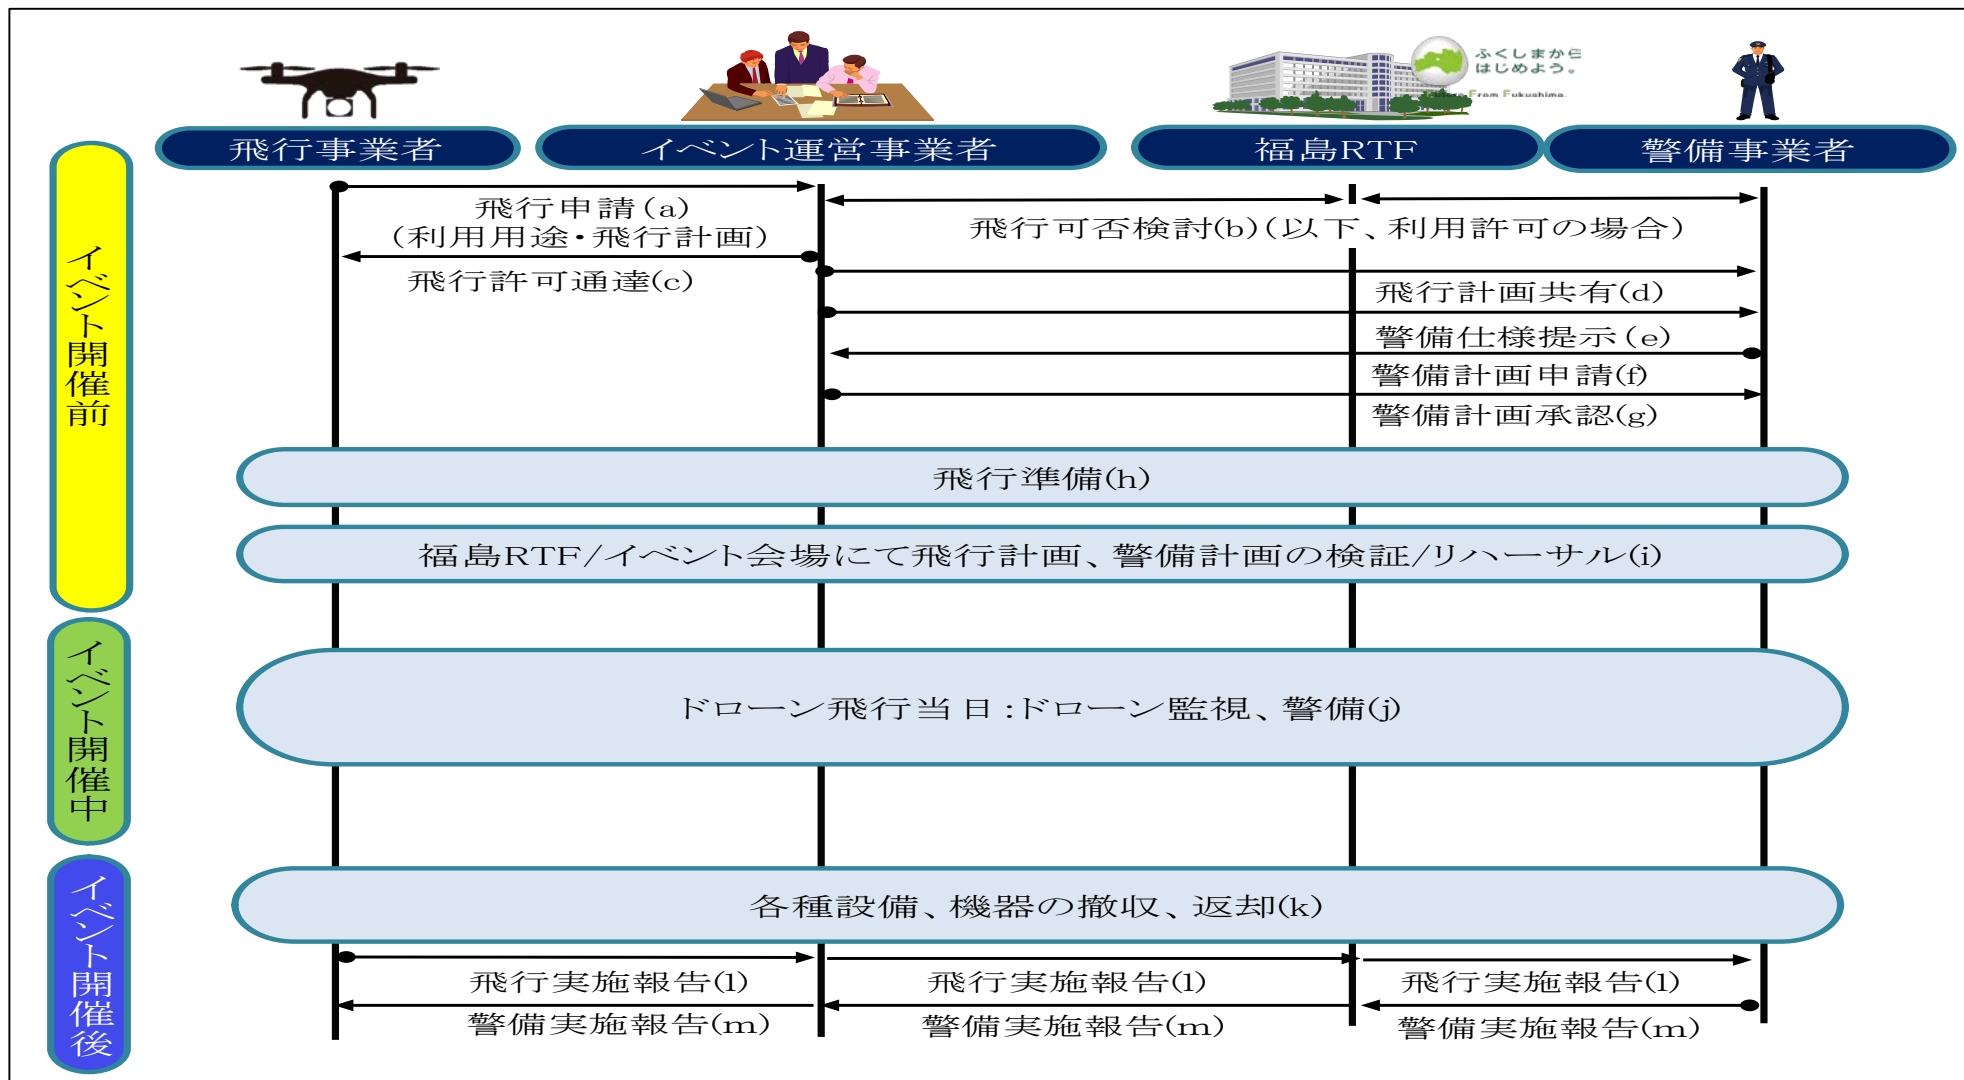 ふくしまから
はじめよう。
From Fukushima.
飛行事業者
イベント運営事業者
福島RTF
警備事業者
イベント開催前
飛行申請(a)
(利用用途・飛行計画)
飛行可否検討(b)(以下、利用許可の場合)
飛行許可通達(c)
飛行計画共有(d)
警備仕様提示(e)
警備計画申請(f)
警備計画承認(g)
飛行準備(h)
福島RTF/イベント会場にて飛行計画、警備計画の検証/リハーサル(i)
イベント開催中
ドローン飛行当日:ドローン監視、警備(j)
イベント開催後
各種設備、機器の撤収、返却(k)
飛行実施報告(l)
飛行実施報告(l)
飛行実施報告(l)
警備実施報告(m)
警備実施報告(m)
警備実施報告(m)